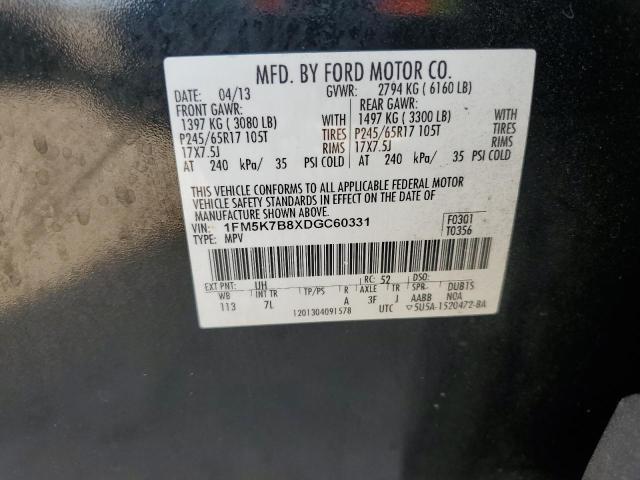 MFD. BY FORD MOTOR CO.
DATE: 04/13 GVWR: 2794 KG ( 6160 LB)
FRONT GAWR: REAR GAWR:
1397 KG ( 3080 LB) WITH 1497 KG ( 3300 LB) WITH
P245/65R17 105T TIRES P245/65R17 105T TIRES
17X7.5J RIMS 17X7.5J RIMS
AT 240 kPa/ 35 PSI COLD AT 240 kPa/ 35 PSI COLD
THIS VEHICLE CONFORMS TO ALL APPLICABLE FEDERAL MOTOR
VEHICLE SAFETY STANDARDS IN EFFECT ON THE DATE OF
MANUFACTURE SHOWN ABOVE.
VIN: 1FM5K7B8XDGC60331 F0301
TYPE: MPV T0356
EXT PNT: UH RC: 52 DSO:
WB INT TR TP/PS R AXLE TR SPR DUBTS
113 7L A 3F J AABB NOA
1201304091578 UTC 5U5A-1520472-BA